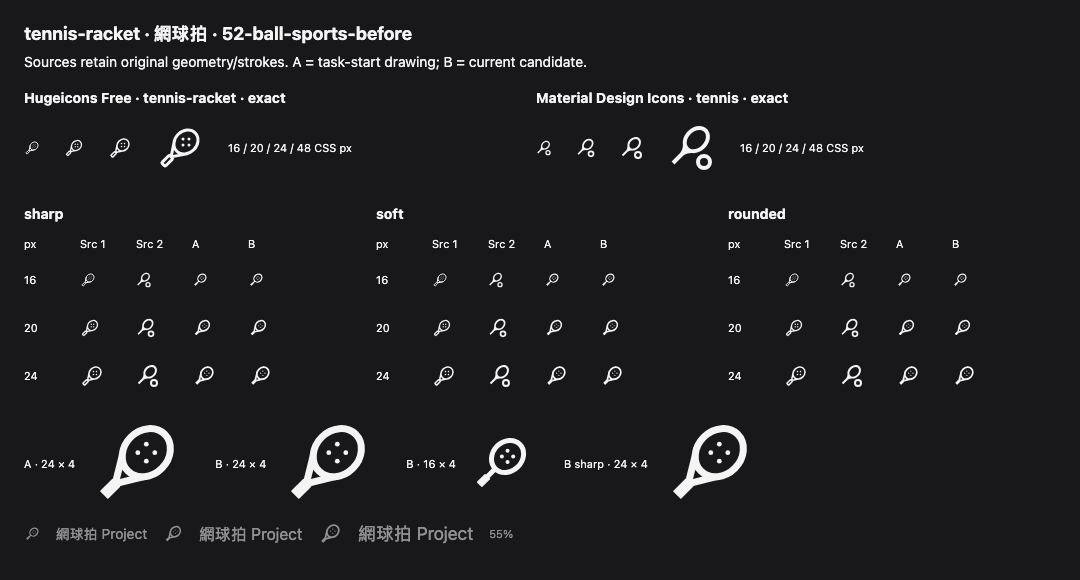 tennis-racket · 網球拍 · 52-ball-sports-before
Sources retain original geometry/strokes. A = task-start drawing; B = current candidate.
Hugeicons Free · tennis-racket · exact
Material Design Icons · tennis · exact
16 / 20 / 24 / 48 CSS px
16 / 20 / 24 / 48 CSS px
sharp
soft
rounded
px Src 1 Src 2 A B
px Src 1 Src 2 A B
px Src 1 Src 2 A B
16
16
16
20
20
20
24
24
24
A · 24 × 4
B · 24 × 4
B · 16 × 4
B sharp · 24 × 4
網球拍 Project
網球拍 Project
網球拍 Project
55%